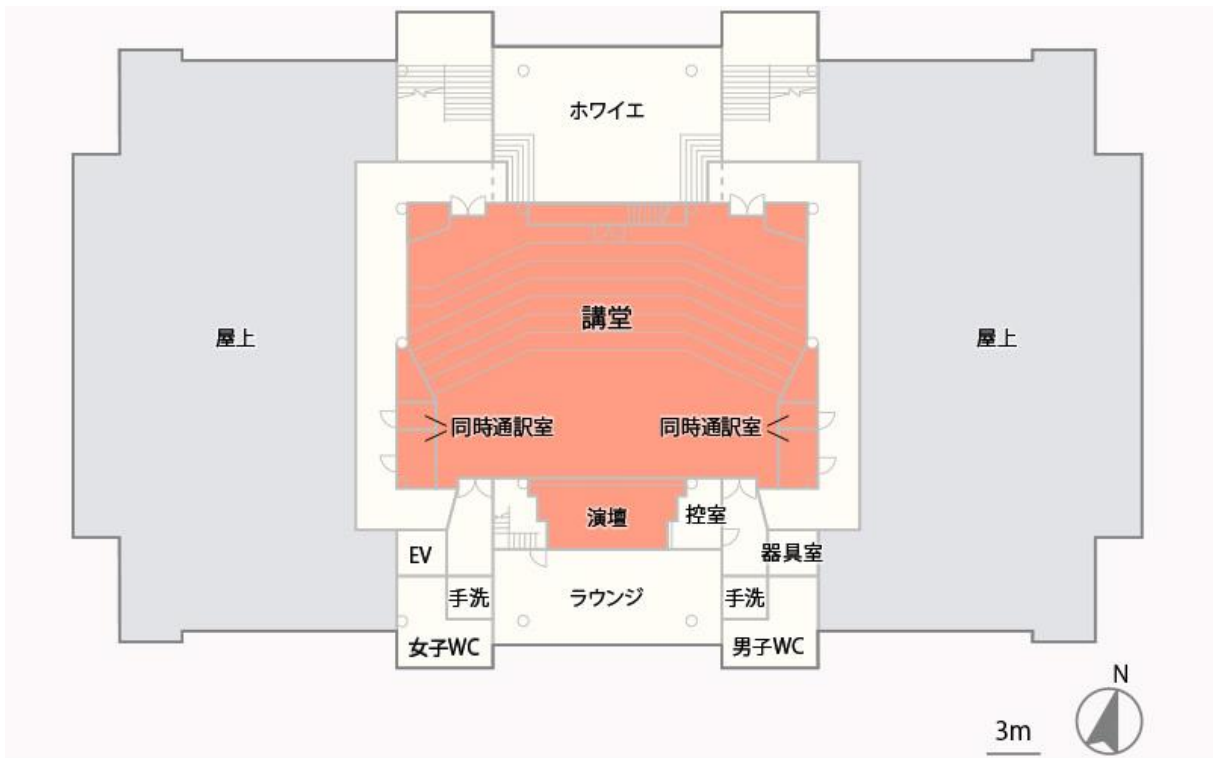 ホワイエ
講堂
屋上
屋上
同時通訳室
同時通訳室
演壇
控室
EV
器具室
手洗
ラウンジ
手洗
女子WC
男子WC
N
3m